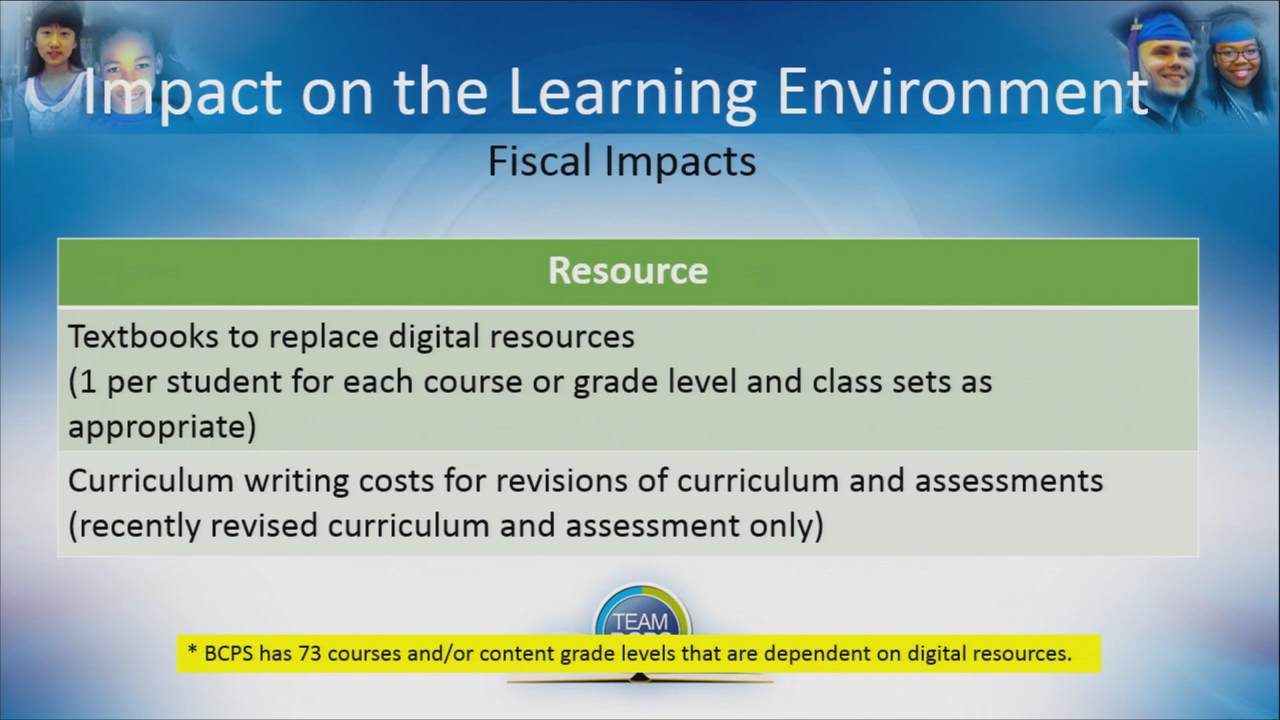 Impact on the Learning Environment
Fiscal Impacts
Resource
Textbooks to replace digital resources
(1 per student for each course or grade level and class sets as
appropriate)
Curriculum writing costs for revisions of curriculum and assessments
(recently revised curriculum and assessment only)
TEAM
* BCPS has 73 courses and/or content grade levels that are dependent on digital resources.